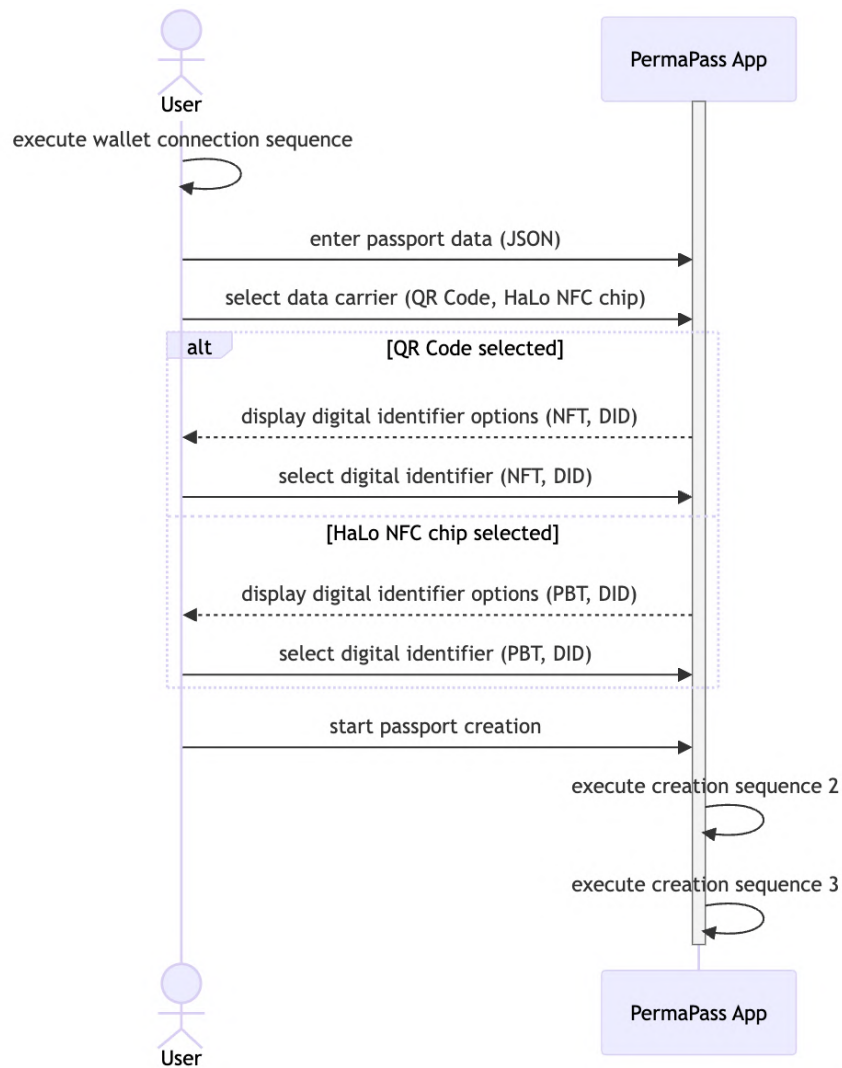 User
PermaPass App
execute wallet connection sequence
enter passport data (JSON)
select data carrier (QR Code, HaLo NFC chip)
alt
[QR Code selected]
display digital identifier options (NFT, DID)
select digital identifier (NFT, DID)
[HaLo NFC chip selected]
display digital identifier options (PBT, DID)
select digital identifier (PBT, DID)
start passport creation
execute creation sequence 2
execute creation sequence 3
User
PermaPass App